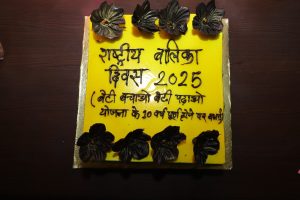 राष्ट्रीय बालिका
दिवस 2025
( बेटी बचाओ बेटी पढ़ाओ
योजना के 10 वर्ष पूर्ण होने पर बधाई)